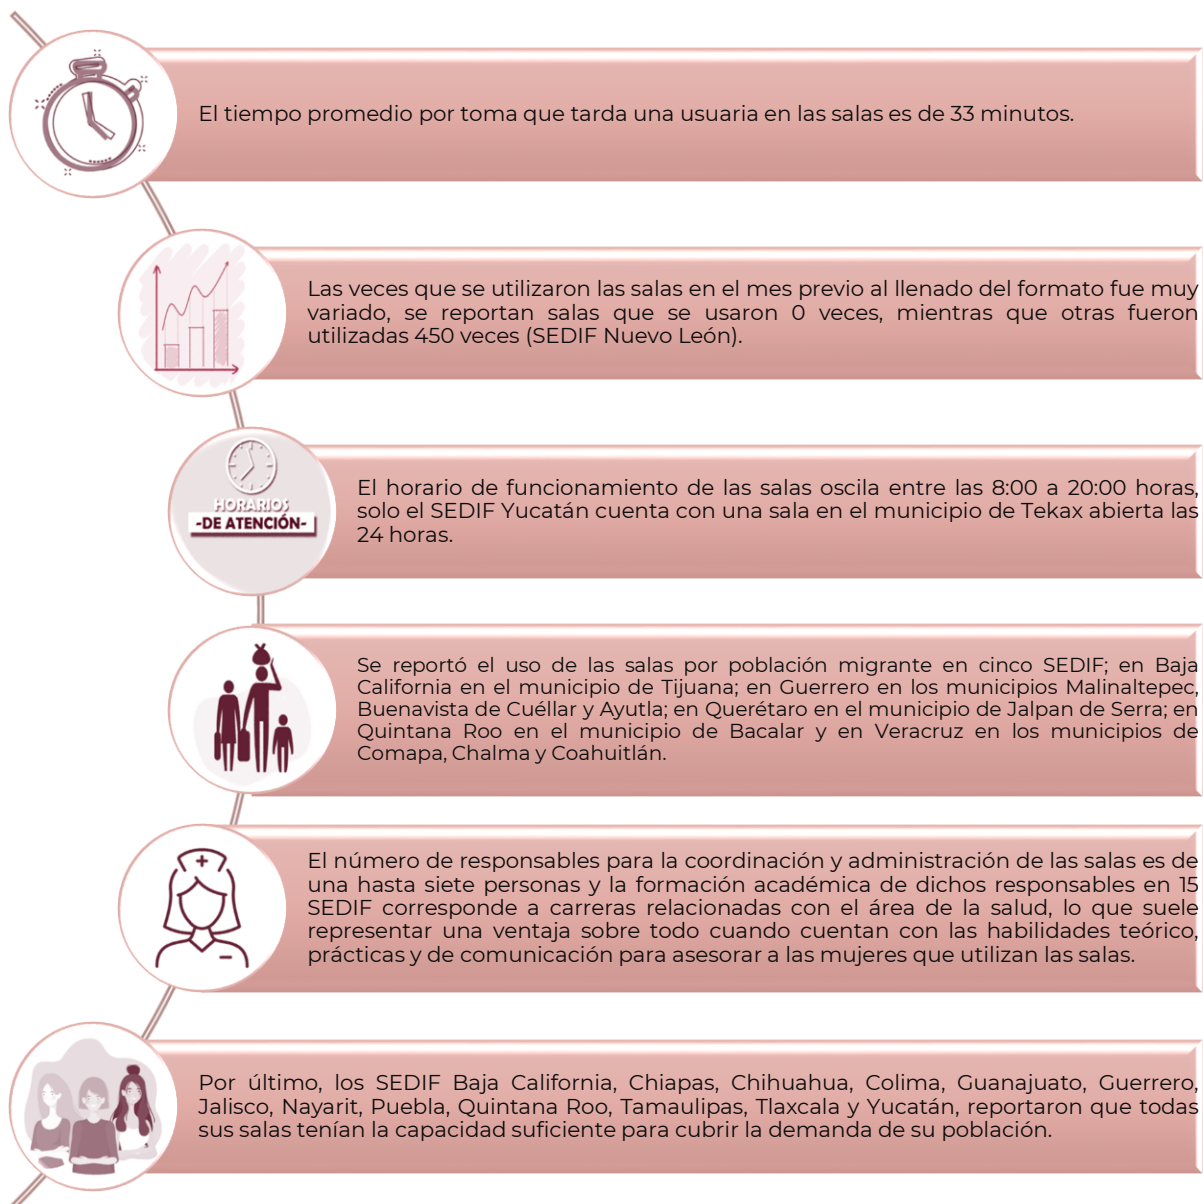 El tiempo promedio por toma que tarda una usuaria en las salas es de 33 minutos.
Las veces que se utilizaron las salas en el mes previo al llenado del formato fue muy
variado, se reportan salas que se usaron 0 veces, mientras que otras fueron
utilizadas 450 veces (SEDIF Nuevo León).
HORARIOS
-DE ATENCIÓN-
El horario de funcionamiento de las salas oscila entre las 8:00 a 20:00 horas,
solo el SEDIF Yucatán cuenta con una sala en el municipio de Tekax abierta las
24 horas.
Se reportó el uso de las salas por población migrante en cinco SEDIF; en Baja
California en el municipio de Tijuana; en Guerrero en los municipios Malinaltepec,
Buenavista de Cuéllar y Ayutla; en Querétaro en el municipio de Jalpan de Serra; en
Quintana Roo en el municipio de Bacalar y en Veracruz en los municipios de
Comapa, Chalma y Coahuitlán.
El número de responsables para la coordinación y administración de las salas es de
una hasta siete personas y la formación académica de dichos responsables en 15
SEDIF corresponde a carreras relacionadas con el área de la salud, lo que suele
representar una ventaja sobre todo cuando cuentan con las habilidades teórico,
prácticas y de comunicación para asesorar a las mujeres que utilizan las salas.
Por último, los SEDIF Baja California, Chiapas, Chihuahua, Colima, Guanajuato, Guerrero,
Jalisco, Nayarit, Puebla, Quintana Roo, Tamaulipas, Tlaxcala y Yucatán, reportaron que todas
sus salas tenían la capacidad suficiente para cubrir la demanda de su población.